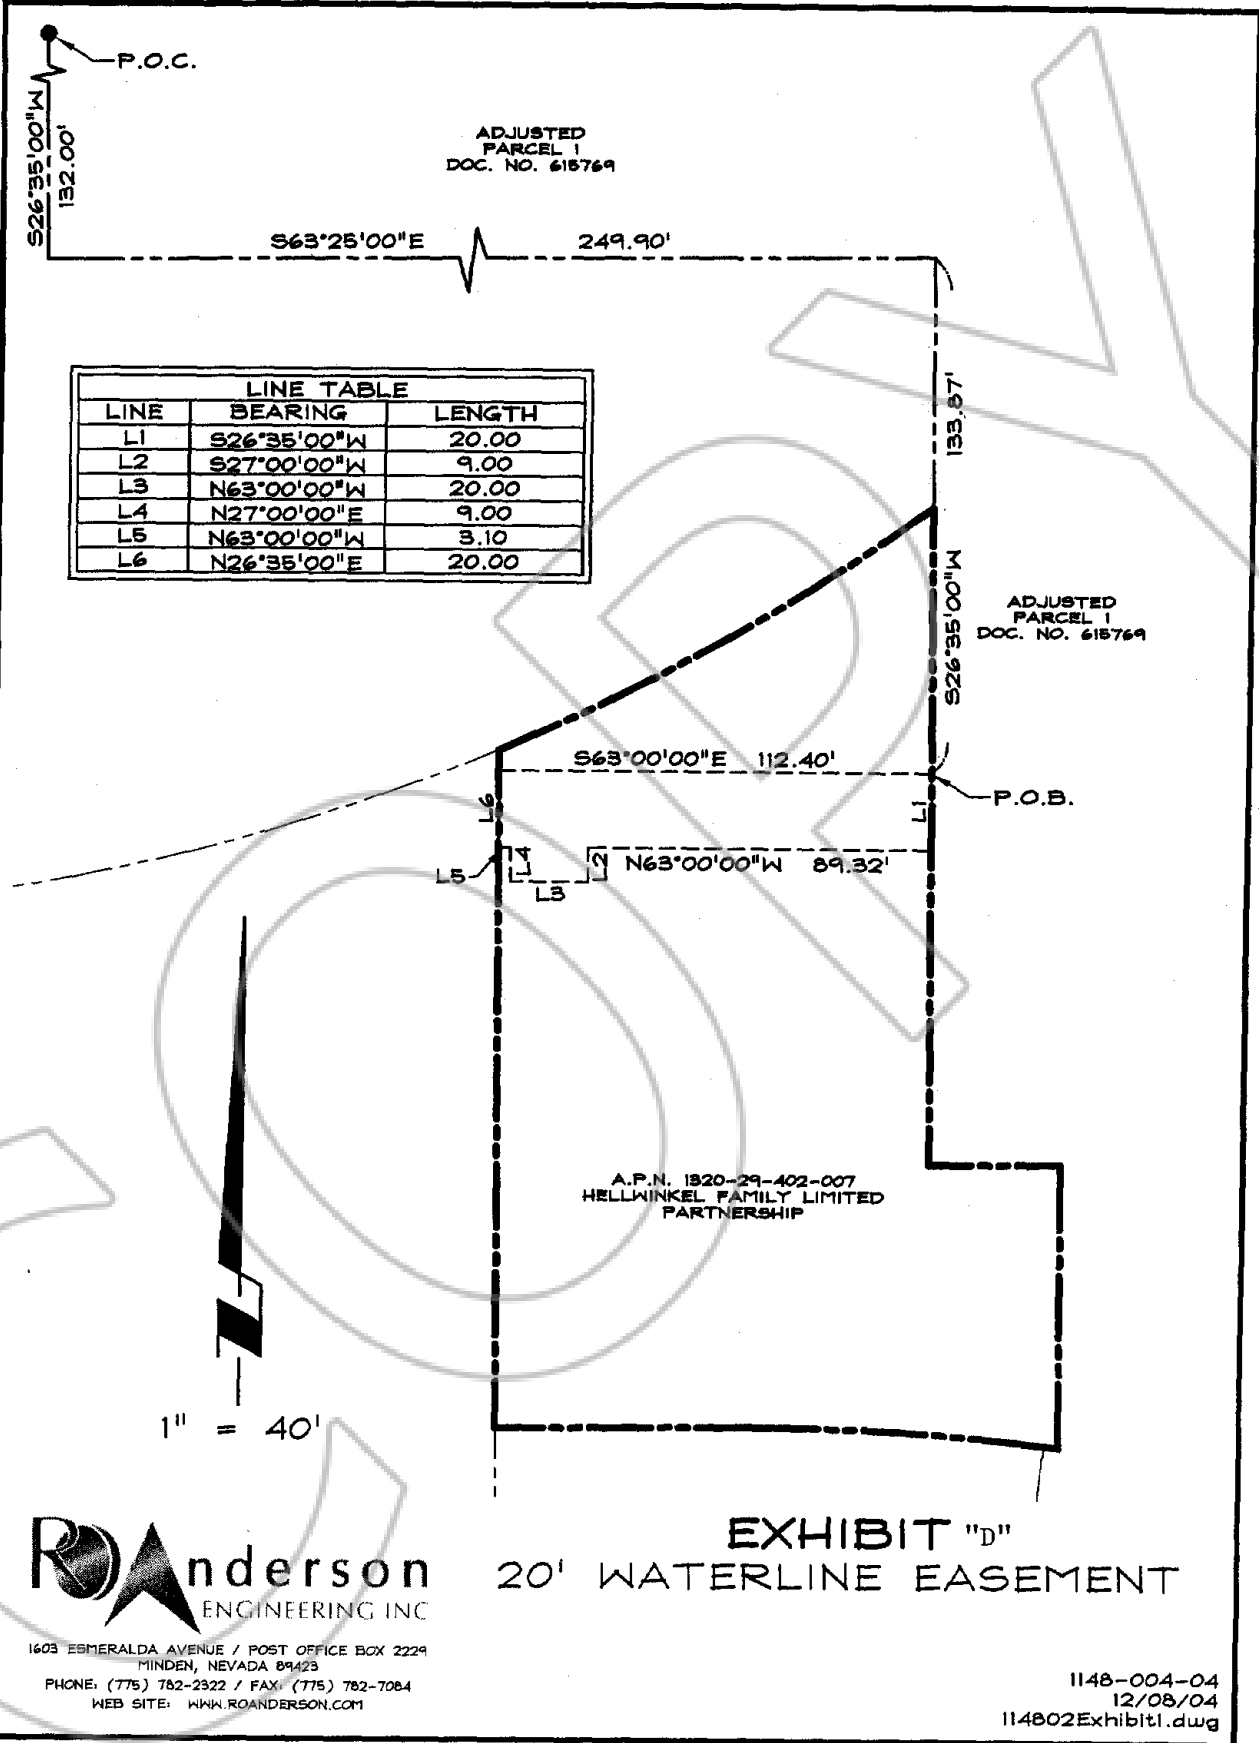 P.O.C.
S26°35'00"W
132.00'
ADJUSTED
PARCEL 1
DOC. NO. 615769
S63°25'00"E 249.90'
133.87'
LINE TABLE
LINE BEARING LENGTH
L1 S26°35'00"W 20.00
L2 S27°00'00"W 9.00
L3 N63°00'00"W 20.00
L4 N27°00'00"E 9.00
L5 N63°00'00"W 3.10
L6 N26°35'00"E 20.00
S26°35'00"W
ADJUSTED
PARCEL 1
DOC. NO. 615769
S63°00'00"E 112.40'
P.O.B.
L6
L1
L5
L4
L3
L2
N63°00'00"W 89.32'
A.P.N. 1320-29-402-007
HELLWINKEL FAMILY LIMITED
PARTNERSHIP
1" = 40'
COPY
EXHIBIT "D"
20' WATERLINE EASEMENT
RO Anderson
ENGINEERING INC
1603 ESMERALDA AVENUE / POST OFFICE BOX 2229
MINDEN, NEVADA 89423
PHONE: (775) 782-2322 / FAX: (775) 782-7084
WEB SITE: WWW.ROANDERSON.COM
1148-004-04
12/08/04
114802Exhibit1.dwg